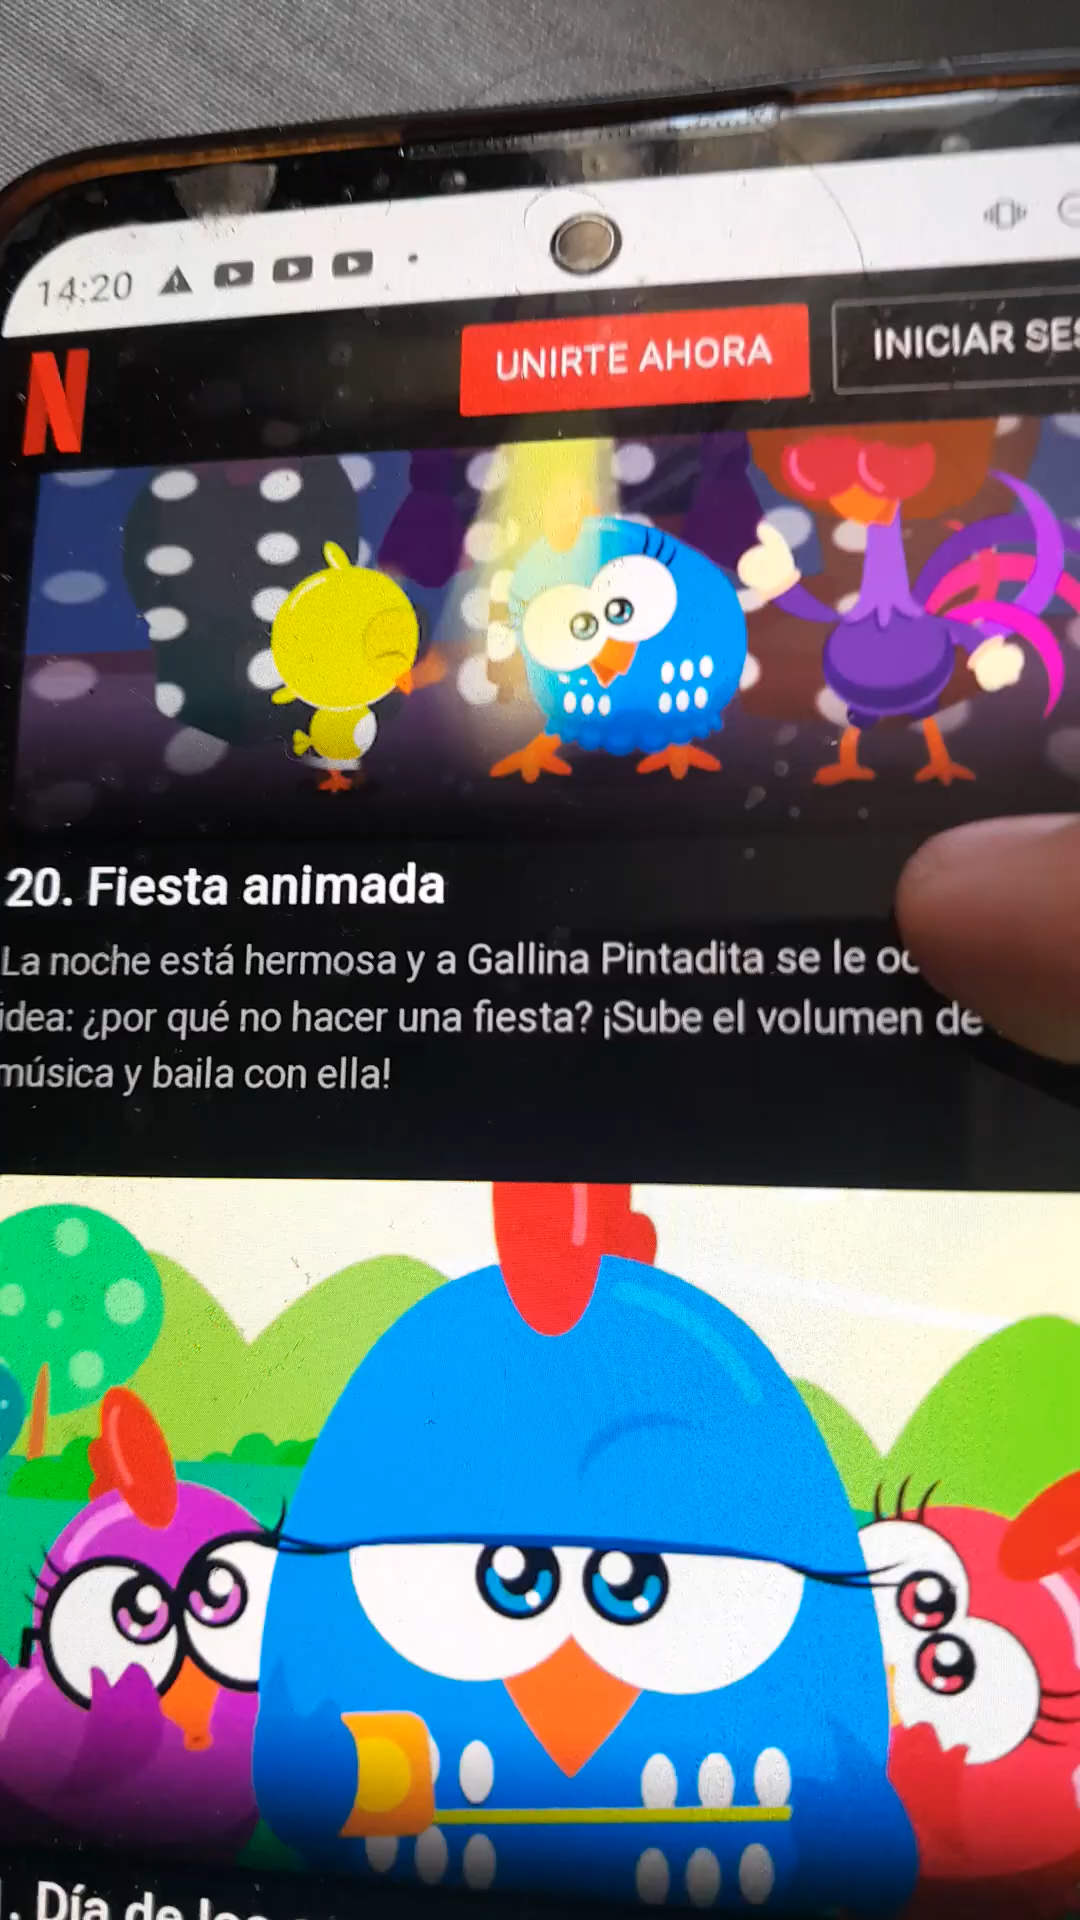 14:20
N
UNIRTE AHORA
INICIAR
20. Fiesta animada
La noche está hermosa y a Gallina Pintadita se le
idea: ¿por qué no hacer una fiesta? ¡Sube el volumen de
música y baila con ella!
. Día de